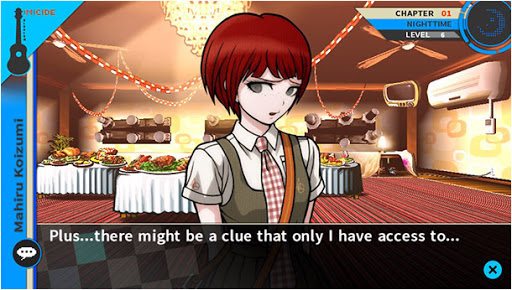 CHAPTER 01
NIGHTTIME
LEVEL 6
Mahiru Koizumi
Plus...there might be a clue that only I have access to...